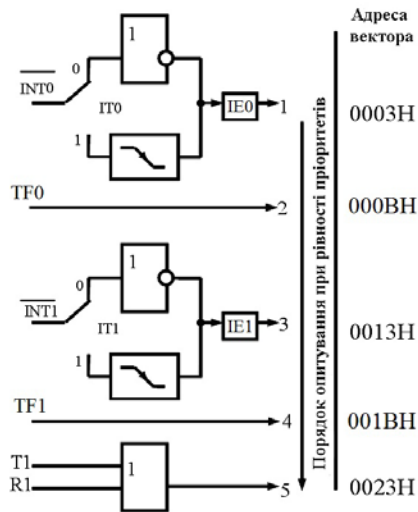 Адреса
вектора
1
0
INT0
IT0
IE0
1
0003H
1
TF0
2
000BH
1
0
INT1
IT1
IE1
3
0013H
1
TF1
4
001BH
T1
1
R1
5
0023H
Порядок опитування при рівності пріоритетів